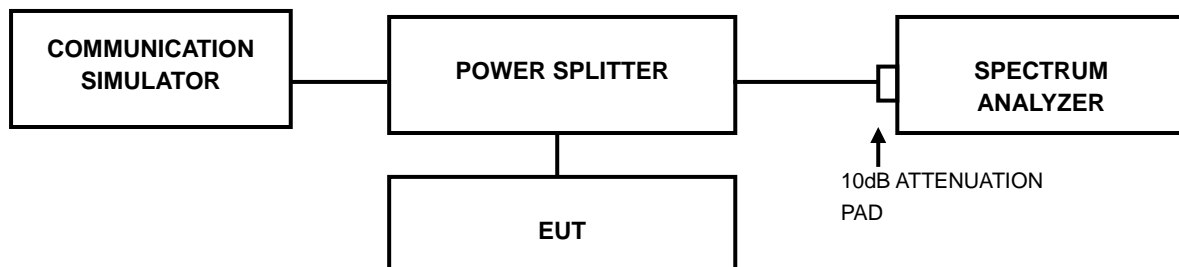 COMMUNICATION
SIMULATOR
POWER SPLITTER
SPECTRUM
ANALYZER
10dB ATTENUATION
PAD
EUT